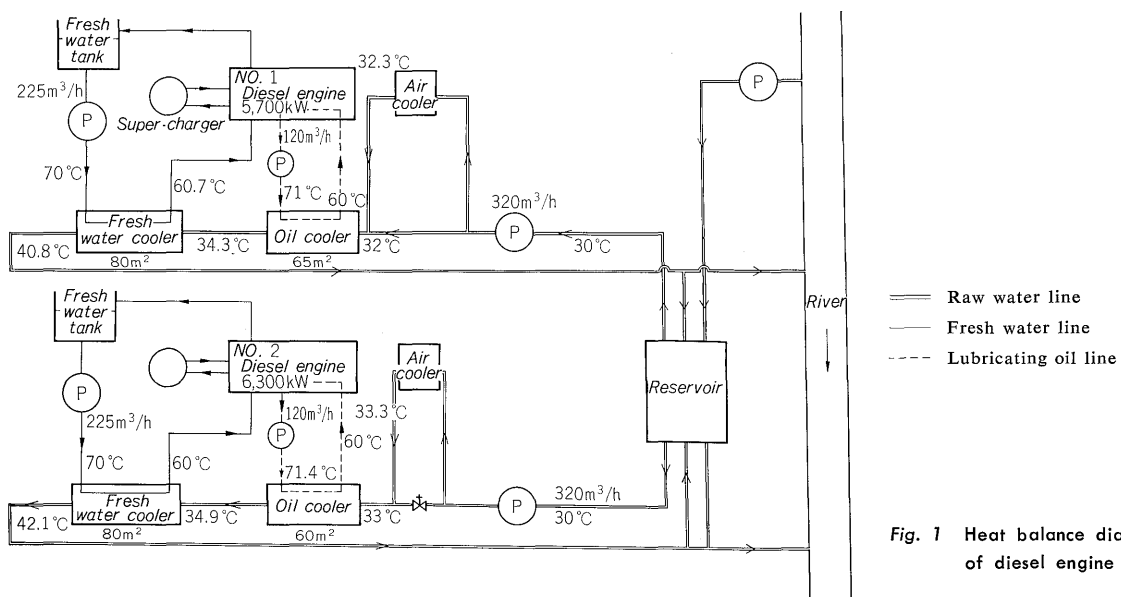 Fresh
water
tank
225m³/h
P
Super-charger
NO. 1
Diesel engine
5,700kW
120m³/h
P
70°C
60.7°C
71°C
60°C
Fresh
water cooler
80m²
40.8°C
34.3°C
Oil cooler
65m²
32.3°C
Air
cooler
32°C
320m³/h
P
30°C
P
Fresh
water
tank
P
225m³/h
NO. 2
Diesel engine
6,300kW
120m³/h
P
70°C
60°C
71.4°C
60°C
Fresh
water cooler
80m²
42.1°C
34.9°C
Oil cooler
60m²
Air
cooler
33.3°C
33°C
P
320m³/h
30°C
Reservoir
River
Raw water line
Fresh water line
Lubricating oil line
Fig. 1 Heat balance dia
of diesel engine